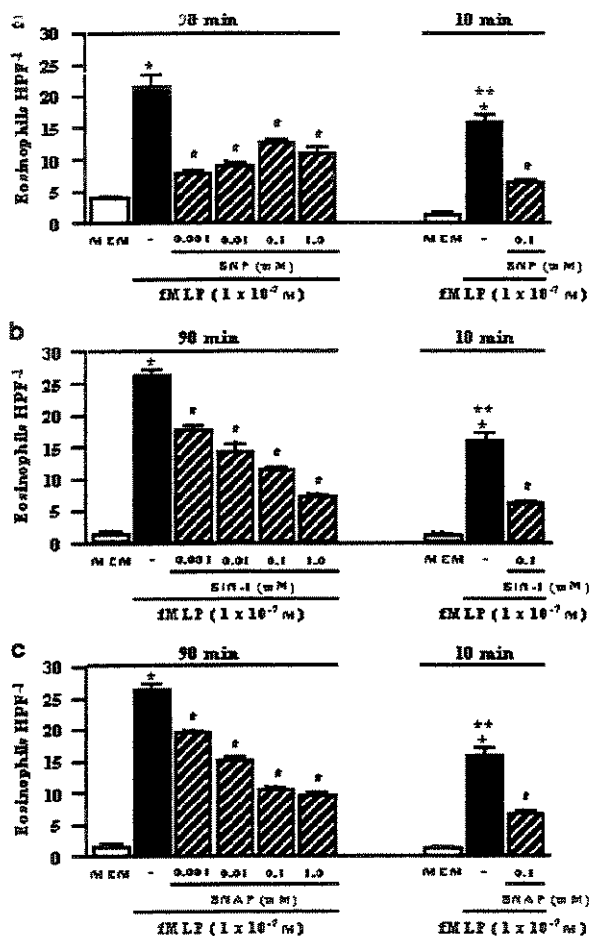 a
90 min 10 min
Eosinophils HPF-1
30
25
20
15
10
5
0
*
#
#
#
#
**
+
#
MEM - 0.001 0.01 0.1 1.0 MEM - 0.1
SNP (mM) SNP (mM)
fMLP (1 x 10-7 M) fMLP (1 x 10-7 M)
b
90 min 10 min
Eosinophils HPF-1
30
25
20
15
10
5
0
*
#
#
#
#
**
+
#
MEM - 0.001 0.01 0.1 1.0 MEM - 0.1
SIN-1 (mM) SIN-1 (mM)
fMLP (1 x 10-7 M) fMLP (1 x 10-7 M)
c
90 min 10 min
Eosinophils HPF-1
30
25
20
15
10
5
0
*
#
#
#
#
**
+
#
MEM - 0.001 0.01 0.1 1.0 MEM - 0.1
SNAP (mM) SNAP (mM)
fMLP (1 x 10-7 M) fMLP (1 x 10-7 M)